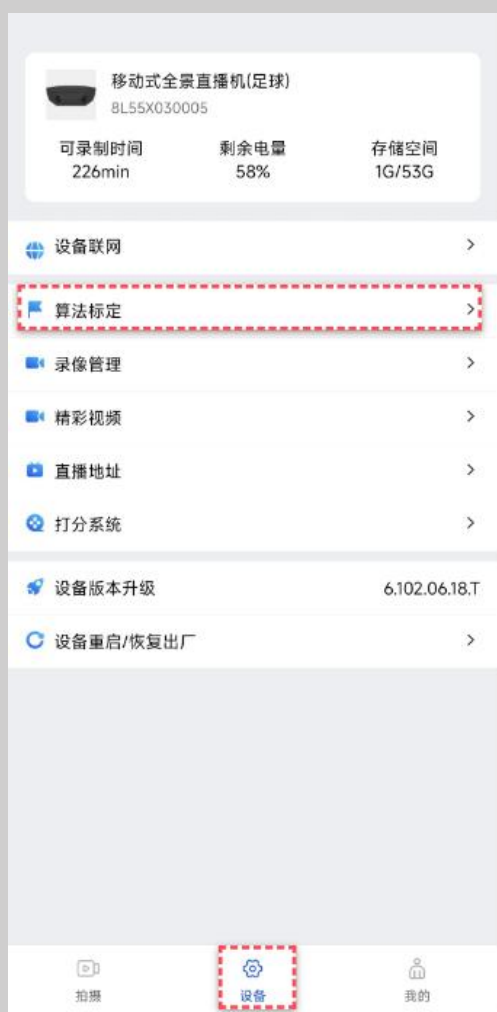 移动式全景直播机(足球)
8L55X030005
可录制时间 剩余电量 存储空间
226min 58% 1G/53G
设备联网
算法标定
录像管理
精彩视频
直播地址
打分系统
设备版本升级 6.102.06.18.T
设备重启/恢复出厂
拍摄 设备 我的